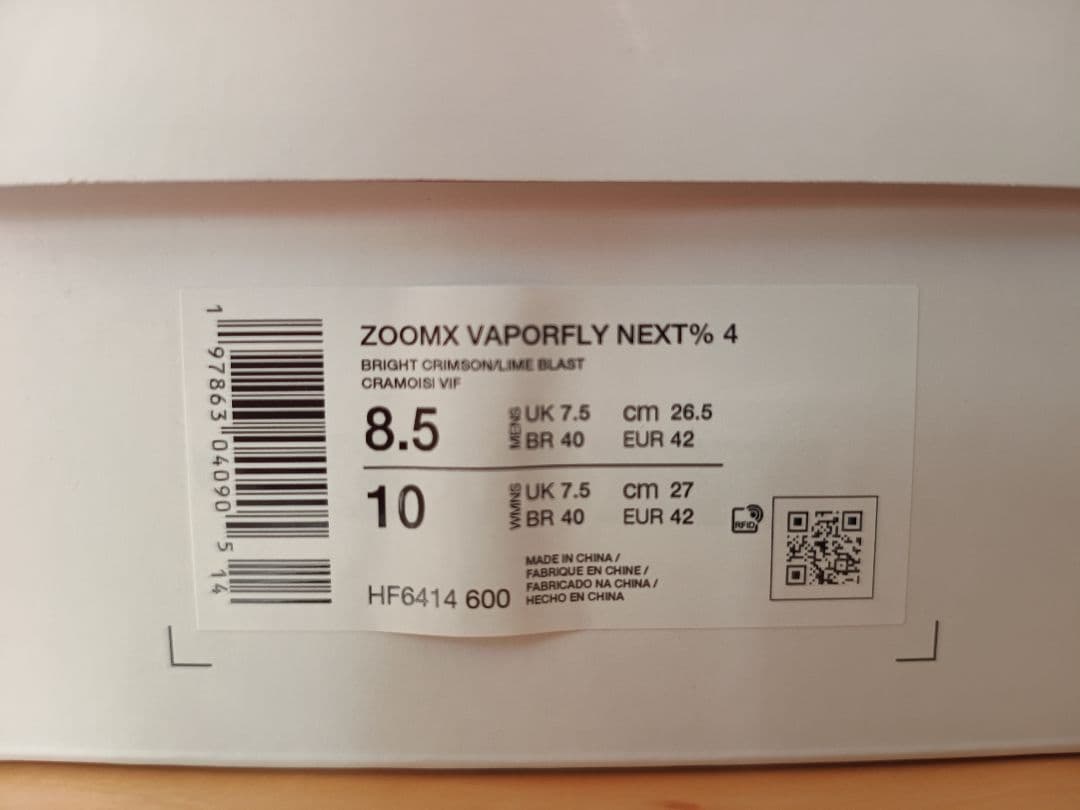 ZOOMX VAPORFLY NEXT% 4
BRIGHT CRIMSON/LIME BLAST
CRAMOISI VIF
8.5 MENS UK 7.5 cm 26.5
BR 40 EUR 42
10 WMNS UK 7.5 cm 27
BR 40 EUR 42
RFID
MADE IN CHINA /
FABRIQUE EN CHINE /
FABRICADO NA CHINA /
HECHO EN CHINA
HF6414 600
1 97863 04090 5 14